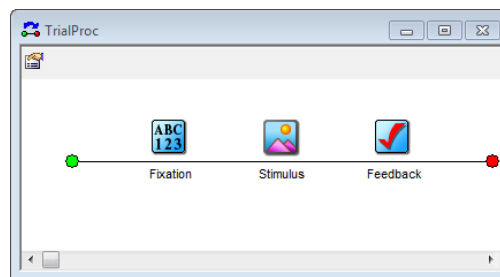 TrialProc
ABC
123
Fixation
Stimulus
Feedback